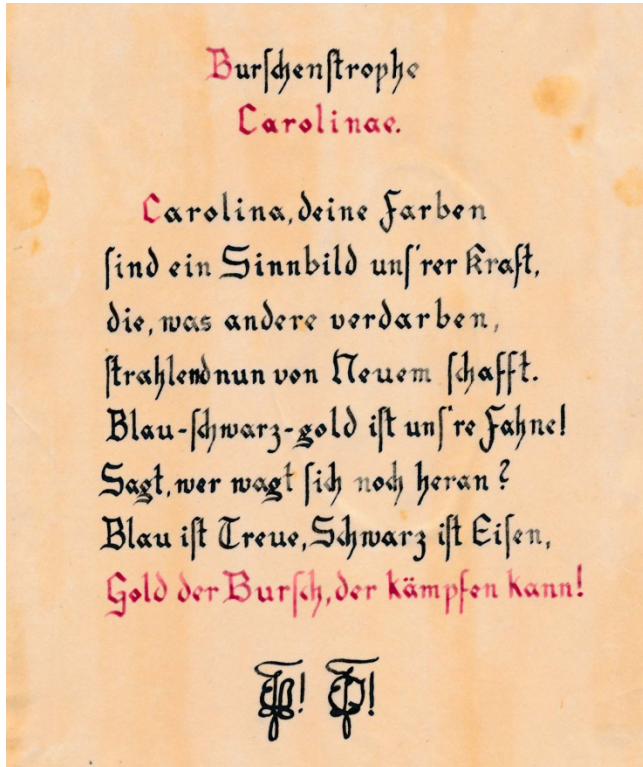 Burſchenſtrophe
Carolinae.
Carolina, deine Farben
ſind ein Sinnbild unſ'rer Kraft,
die, was andere verdarben,
ſtrahlend nun von Neuem ſchafft.
Blau-ſchwarz-gold iſt unſ're Fahne!
Sagt, wer wagt ſich noch heran?
Blau iſt Treue, Schwarz iſt Eiſen,
Gold der Burſch, der kämpfen kann!